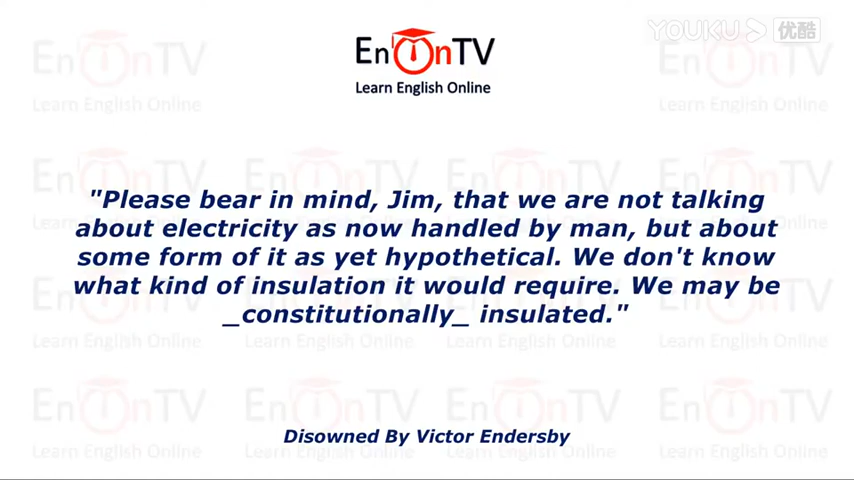 YOUKU 优酷
EnOnTV
Learn English Online
"Please bear in mind, Jim, that we are not talking
about electricity as now handled by man, but about
some form of it as yet hypothetical. We don't know
what kind of insulation it would require. We may be
_constitutionally_ insulated."
Disowned By Victor Endersby